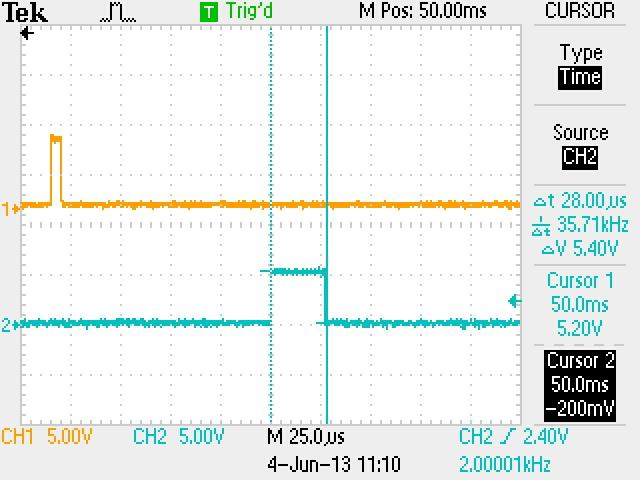 Tek T Trig'd M Pos: 50.00ms CURSOR
Type
Time
Source
CH2
Δt 28.00µs
1/Δt 35.71kHz
ΔV 5.40V
Cursor 1
50.0ms
5.20V
Cursor 2
50.0ms
-200mV
1
2
CH1 5.00V CH2 5.00V M 25.0µs CH2 2.40V
4-Jun-13 11:10 2.00001kHz